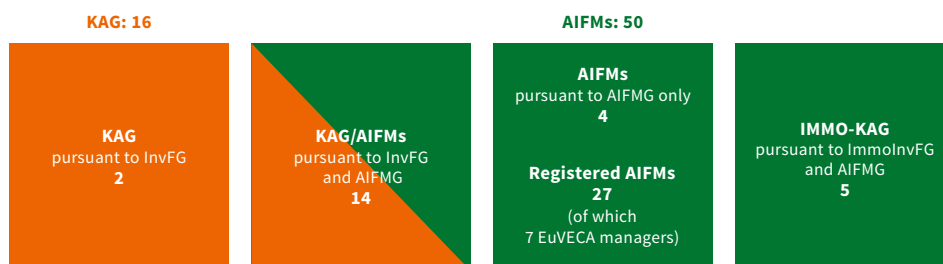 KAG: 16
AIFMs: 50
KAG
pursuant to InvFG
2
KAG/AIFMs
pursuant to InvFG
and AIFMG
14
AIFMs
pursuant to AIFMG only
4
Registered AIFMs
27
(of which
7 EuVECA managers)
IMMO-KAG
pursuant to ImmoInvFG
and AIFMG
5